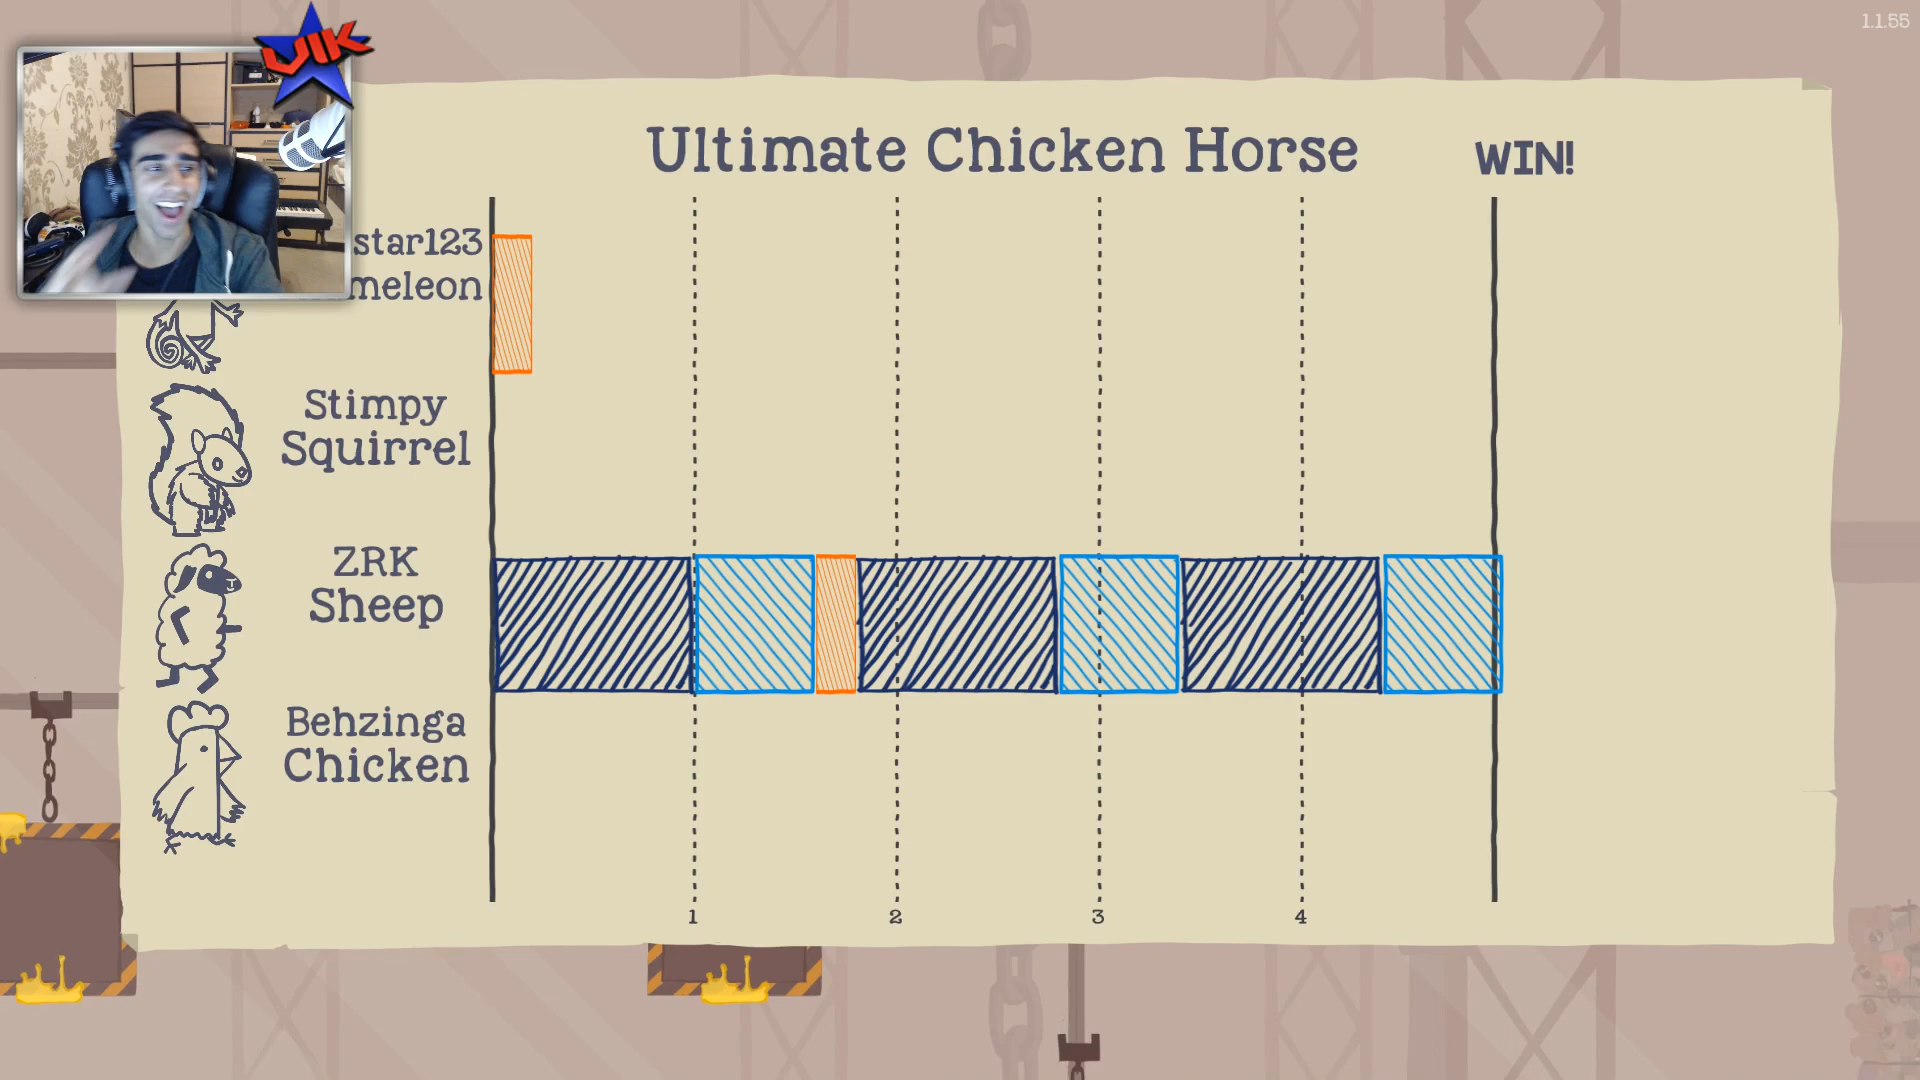 1.1.55
VIK
Ultimate Chicken Horse
WIN!
star123
meleon
Stimpy
Squirrel
ZRK
Sheep
Behzinga
Chicken
1 2 3 4